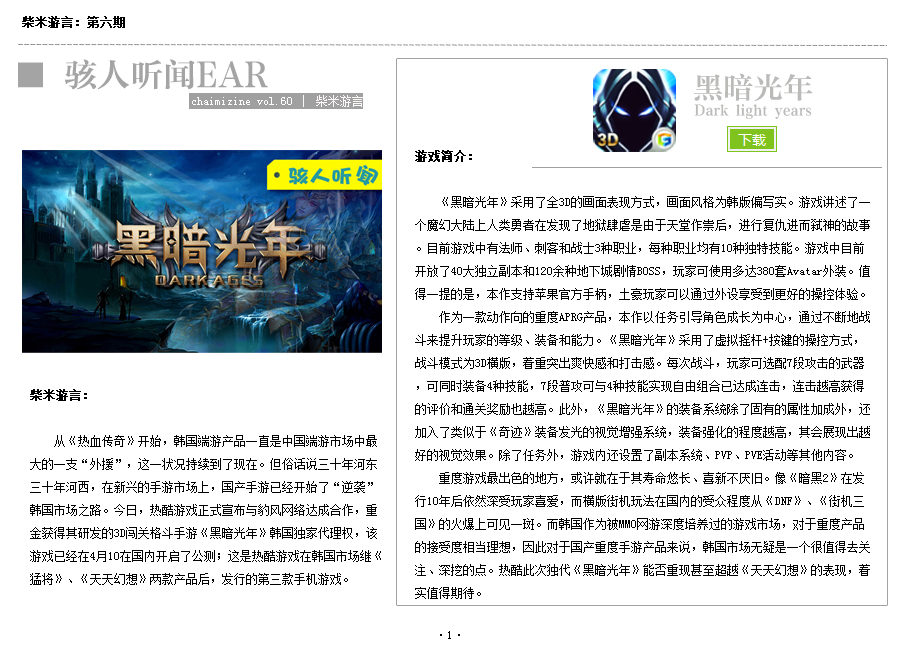 柴米游言：第六期
骇人听闻EAR
chaimizine vol.60 | 柴米游言
骇人听闻
黑暗光年
DARK AGES
柴米游言：
从《热血传奇》开始，韩国端游产品一直是中国端游市场中最
大的一支“外援”，这一状况持续到了现在。但俗话说三十年河东
三十年河西，在新兴的手游市场上，国产手游已经开始了“逆袭”
韩国市场之路。今日，热酷游戏正式宣布与豹风网络达成合作，重
金获得其研发的3D闯关格斗手游《黑暗光年》韩国独家代理权，该
游戏已经在4月10在国内开启了公测；这是热酷游戏在韩国市场继《
猛将》、《天天幻想》两款产品后，发行的第三款手机游戏。
3D
黑暗光年
Dark light years
下载
游戏简介：
《黑暗光年》采用了全3D的画面表现方式，画面风格为韩版偏写实。游戏讲述了一
个魔幻大陆上人类勇者在发现了地狱肆虐是由于天堂作祟后，进行复仇进而弑神的故事
。目前游戏中有法师、刺客和战士3种职业，每种职业均有10种独特技能。游戏中目前
开放了40大独立副本和120余种地下城剧情BOSS，玩家可使用多达380套Avatar外装。值
得一提的是，本作支持苹果官方手柄，土豪玩家可以通过外设享受到更好的操控体验。
作为一款动作向的重度APRG产品，本作以任务引导角色成长为中心，通过不断地战
斗来提升玩家的等级、装备和能力。《黑暗光年》采用了虚拟摇杆+按键的操控方式，
战斗模式为3D横版，着重突出爽快感和打击感。每次战斗，玩家可选配7段攻击的武器
，可同时装备4种技能，7段普攻可与4种技能实现自由组合已达成连击，连击越高获得
的评价和通关奖励也越高。此外，《黑暗光年》的装备系统除了固有的属性加成外，还
加入了类似于《奇迹》装备发光的视觉增强系统，装备强化的程度越高，其会展现出越
好的视觉效果。除了任务外，游戏内还设置了副本系统、PVP、PVE活动等其他内容。
重度游戏最出色的地方，或许就在于其寿命悠长、喜新不厌旧。像《暗黑2》在发
行10年后依然深受玩家喜爱，而横版街机玩法在国内的受众程度从《DNF》、《街机三
国》的火爆上可见一斑。而韩国作为被MMO网游深度培养过的游戏市场，对于重度产品
的接受度相当理想，因此对于国产重度手游产品来说，韩国市场无疑是一个很值得去关
注、深挖的点。热酷此次独代《黑暗光年》能否重现甚至超越《天天幻想》的表现，着
实值得期待。
·1·